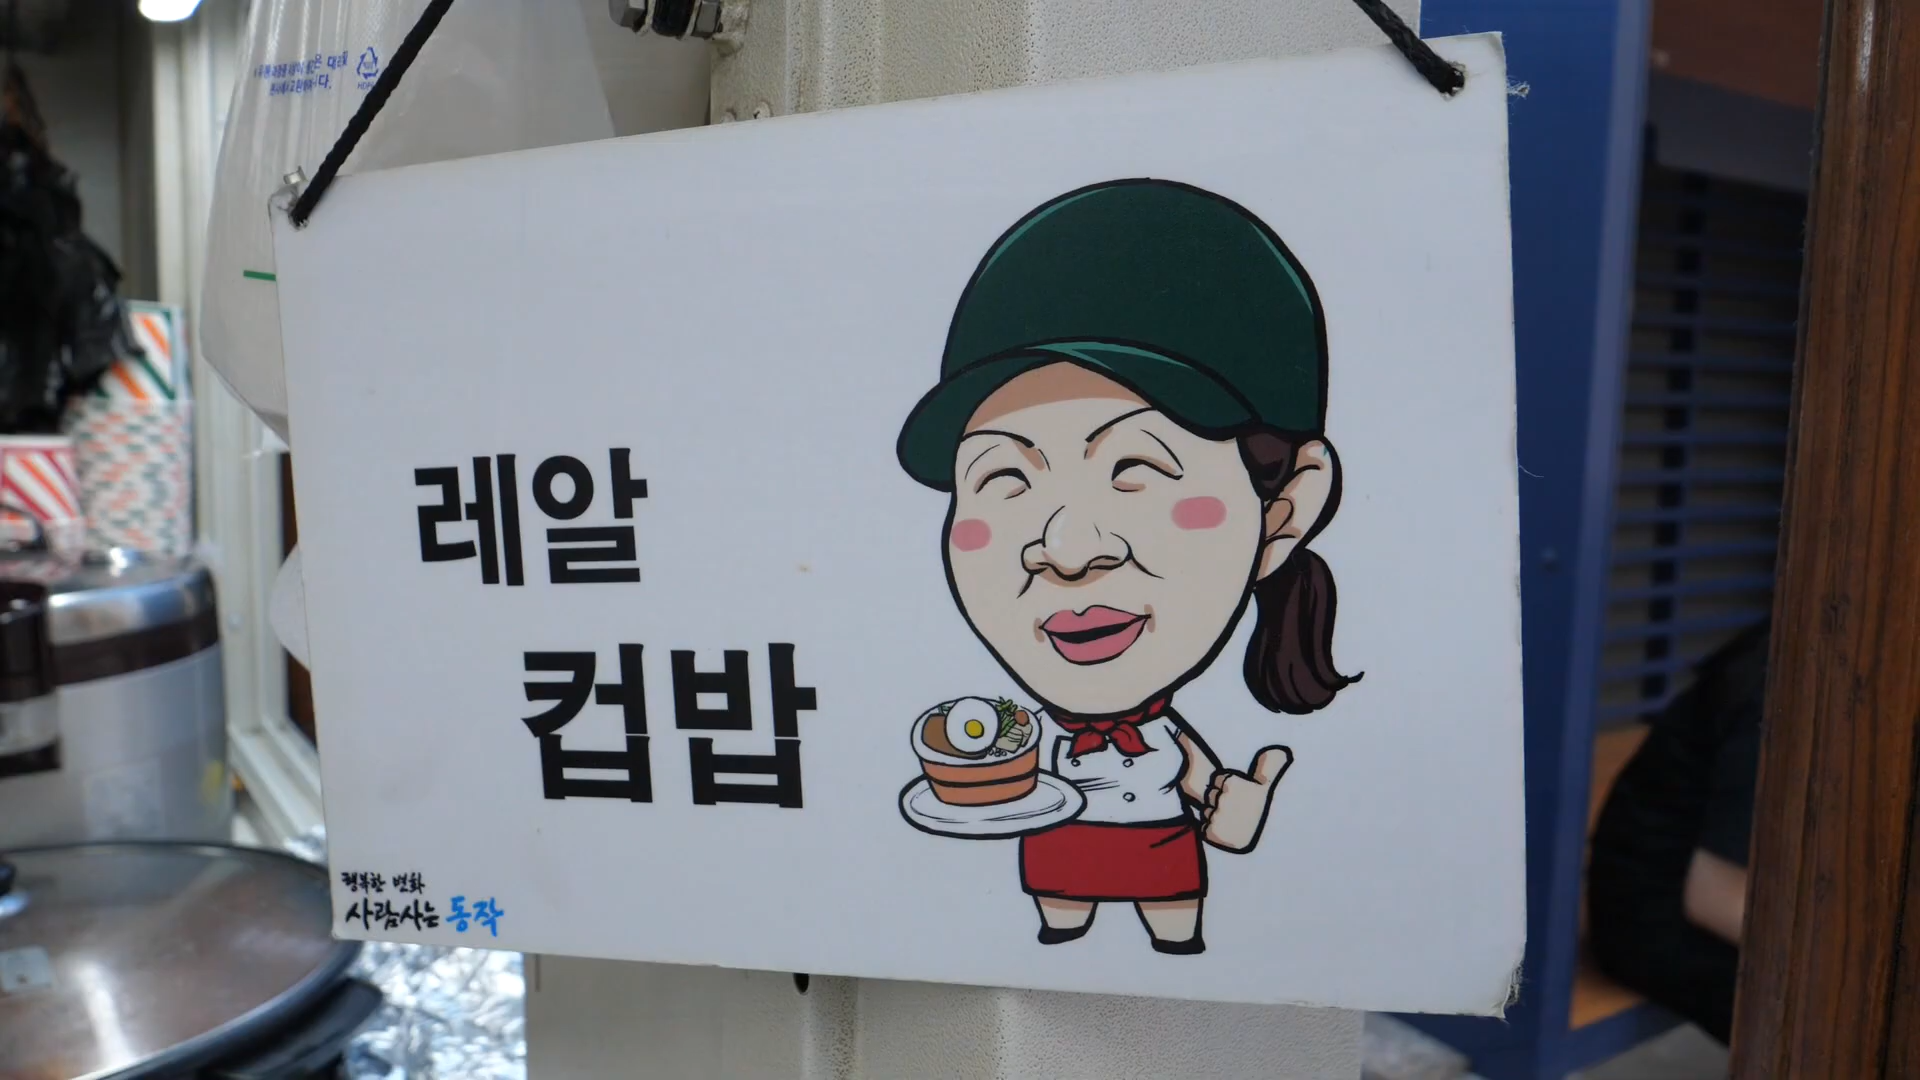 레알
컵밥
행복한 변화
사람사는 동작